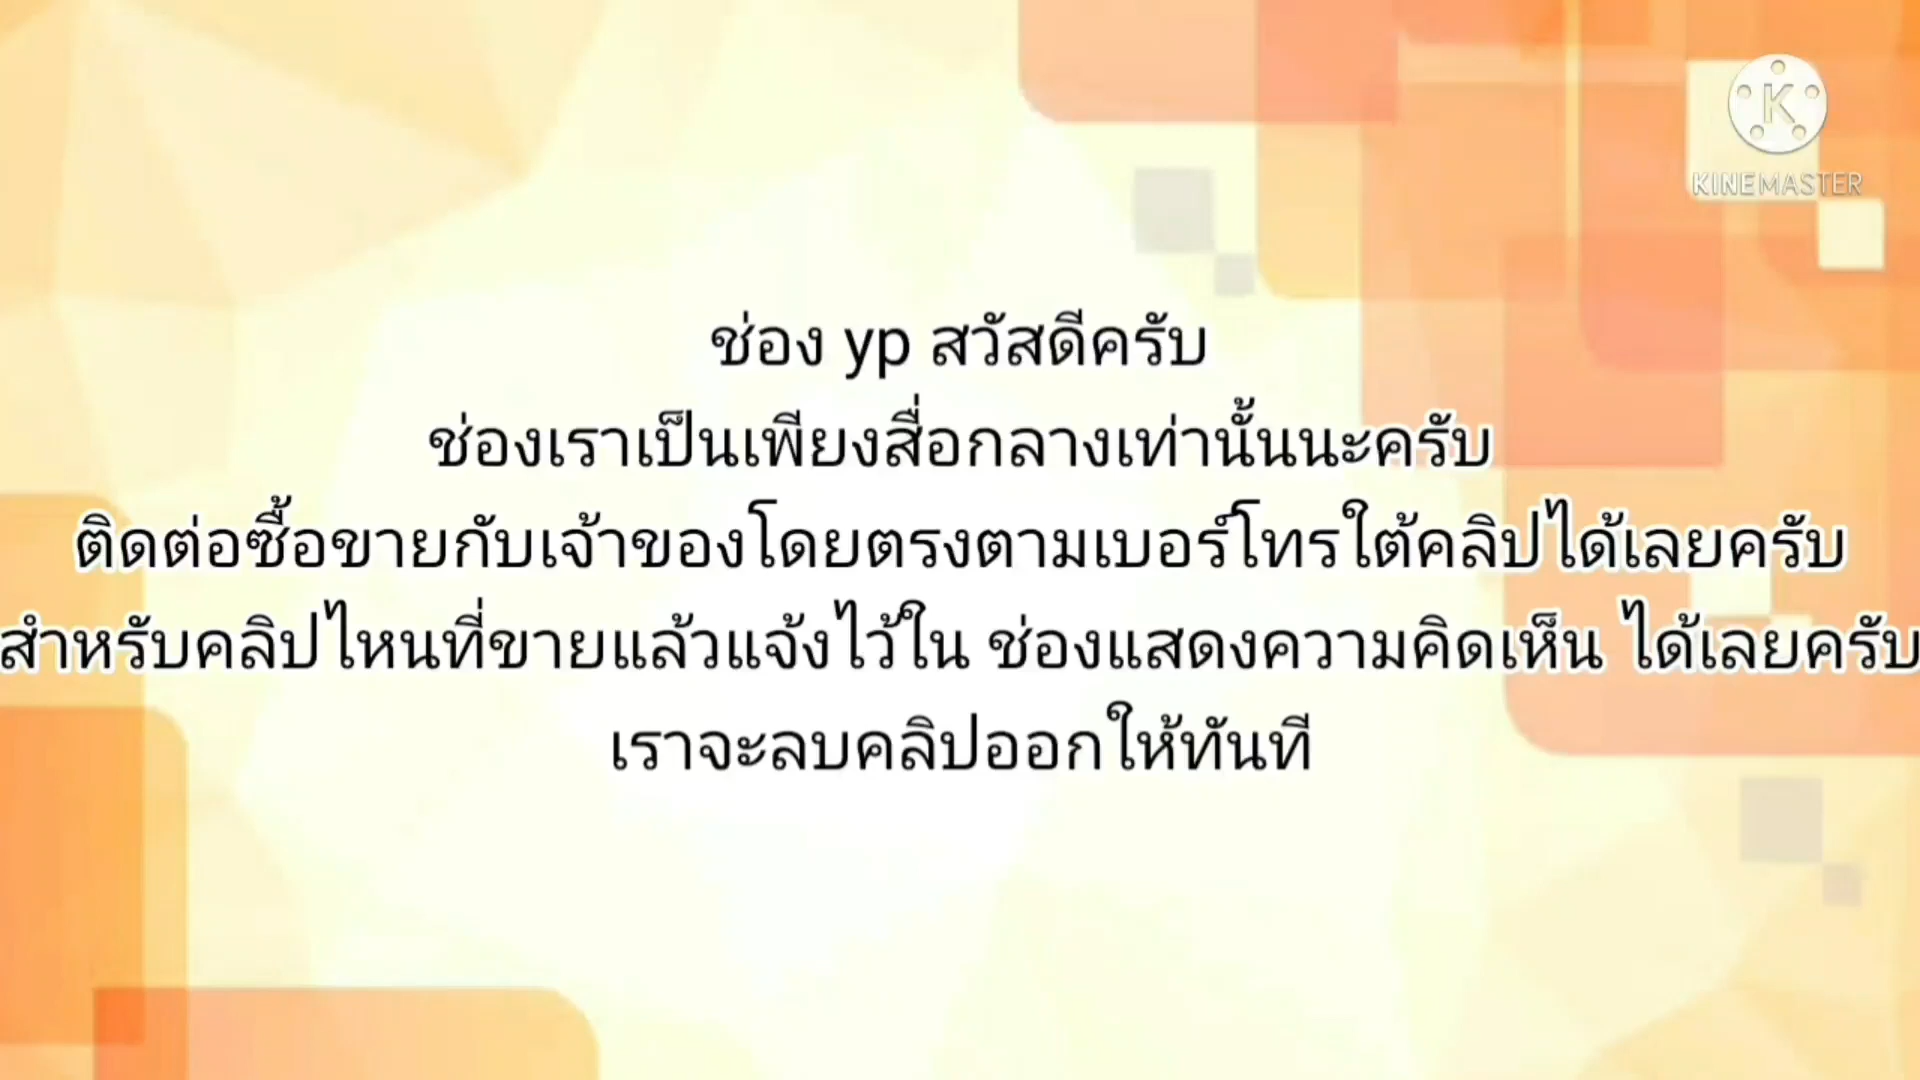 KINEMASTER
ช่อง yp สวัสดีครับ
ช่องเราเป็นเพียงสื่อกลางเท่านั้นนะครับ
ติดต่อซื้อขายกับเจ้าของโดยตรงตามเบอร์โทรใต้คลิปได้เลยครับ
สำหรับคลิปไหนที่ขายแล้วแจ้งไว้ใน ช่องแสดงความคิดเห็น ได้เลยครับ
เราจะลบคลิปออกให้ทันที